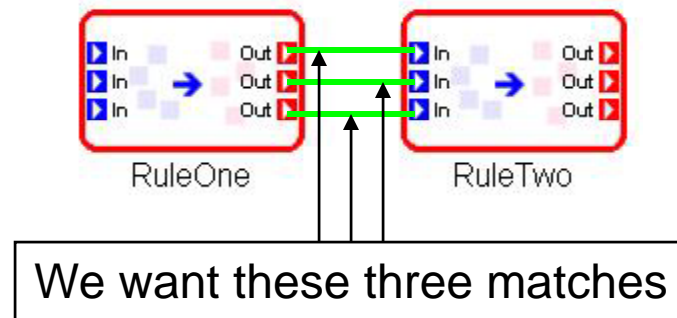 In Out In Out
In Out In Out
In Out In Out
RuleOne RuleTwo
We want these three matches